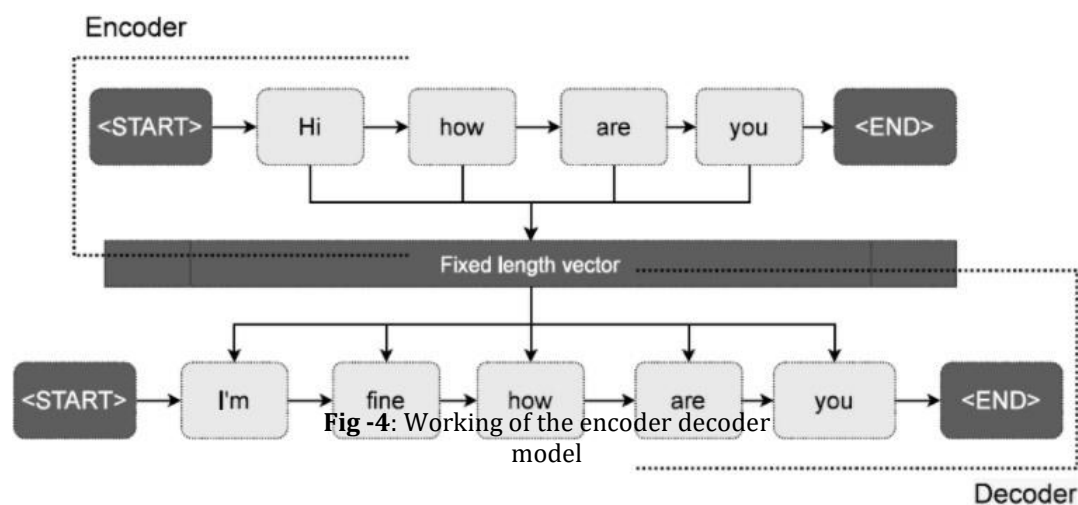 Encoder
<START> Hi how are you <END>
Fixed length vector
<START> I'm fine how are you <END>
Fig -4: Working of the encoder decoder
model
Decoder